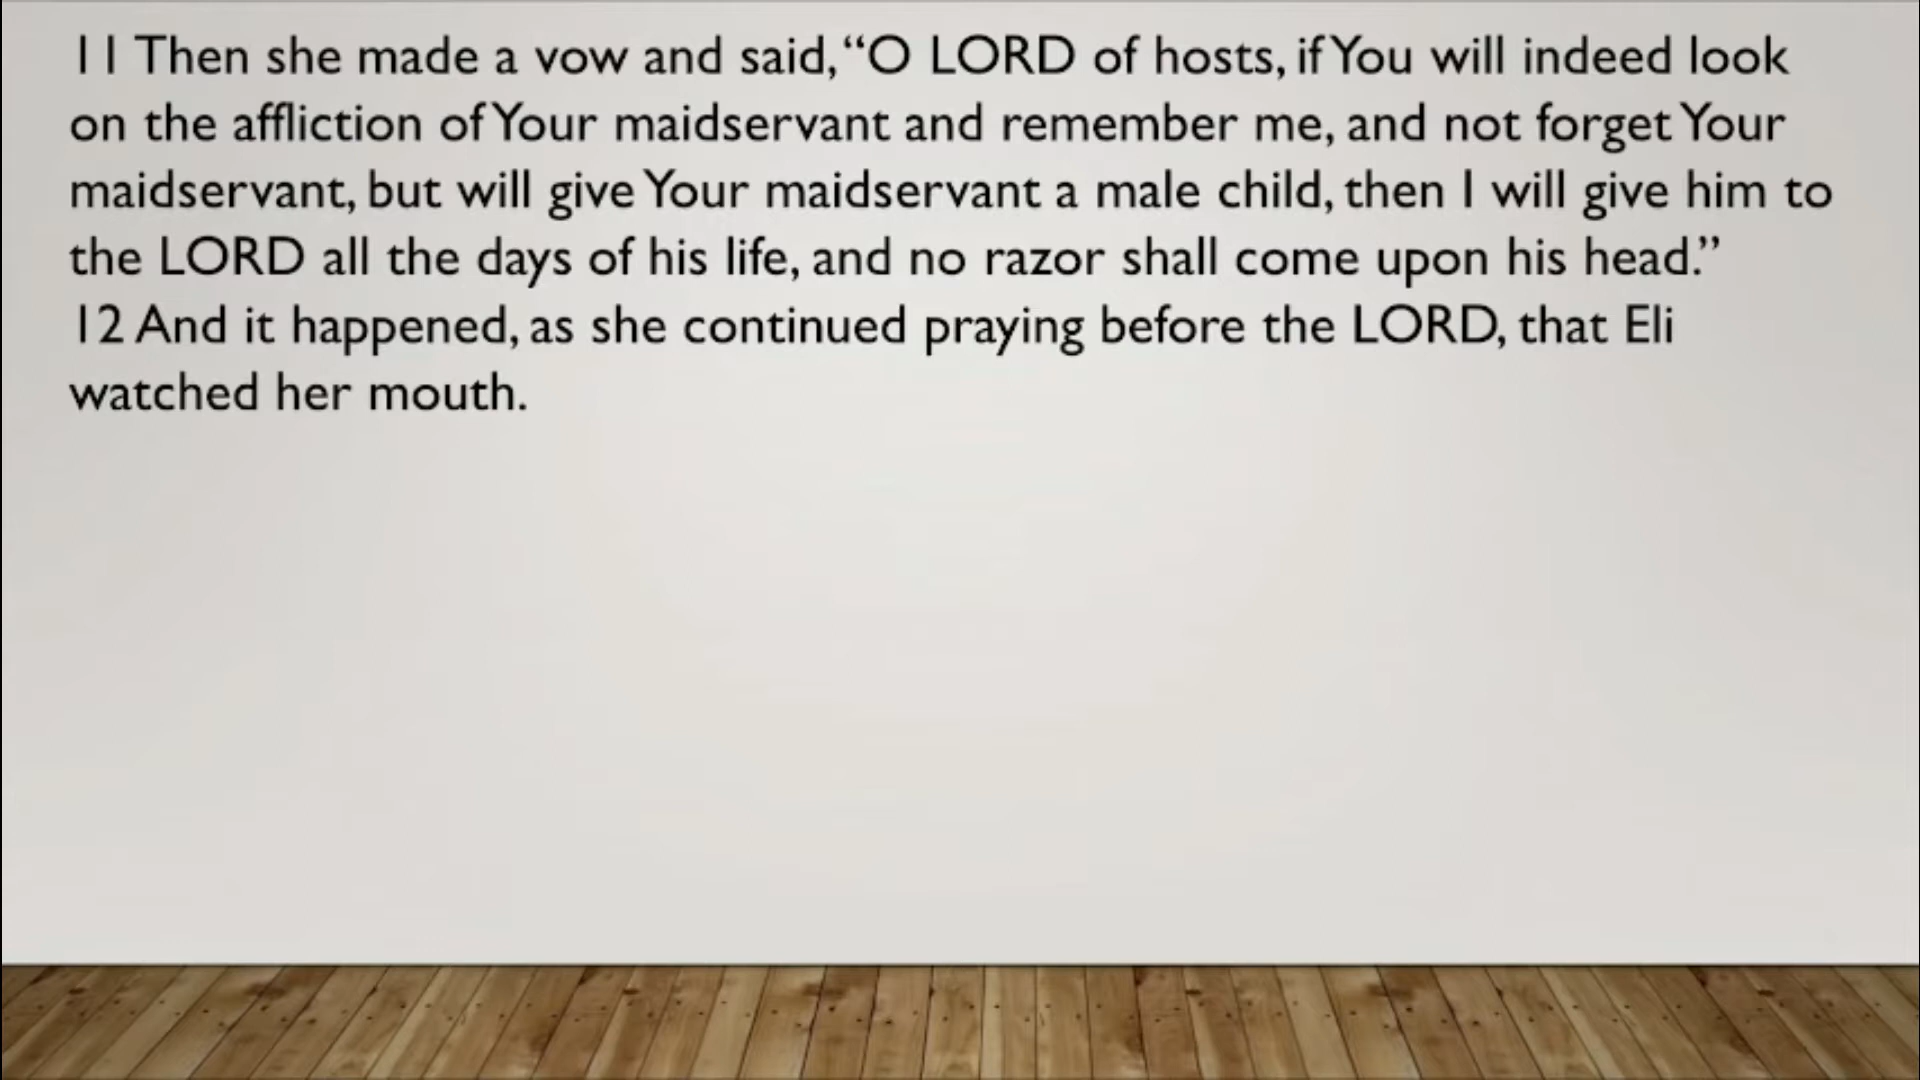 11 Then she made a vow and said, “O LORD of hosts, if You will indeed look
on the affliction of Your maidservant and remember me, and not forget Your
maidservant, but will give Your maidservant a male child, then I will give him to
the LORD all the days of his life, and no razor shall come upon his head.”
12 And it happened, as she continued praying before the LORD, that Eli
watched her mouth.